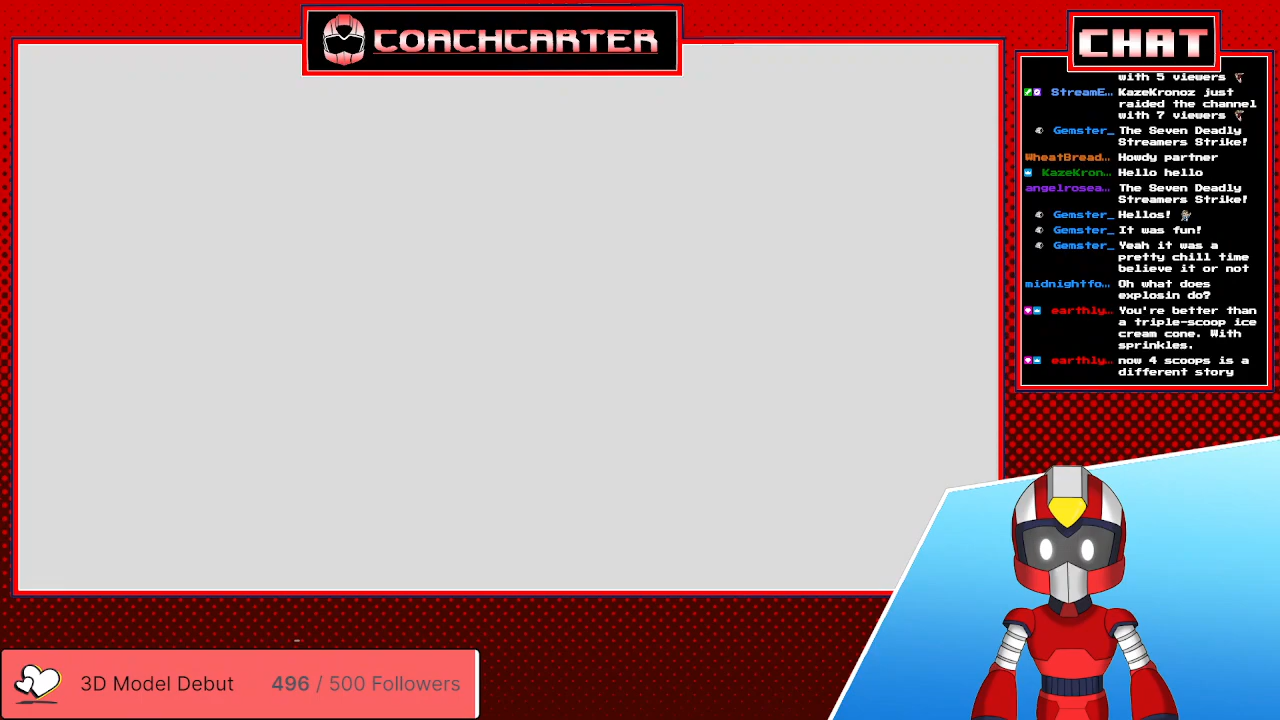 COACHCARTER
CHAT
with 5 viewers
StreamE... KazeKronoz just
raided the channel
with 7 viewers
Gemster_ The Seven Deadly
Streamers Strike!
WheatBread... Howdy partner
KazeKron... Hello hello
angelrosea... The Seven Deadly
Streamers Strike!
Gemster_ Hellos!
Gemster_ It was fun!
Gemster_ Yeah it was a
pretty chill time
believe it or not
midnightfo... Oh what does
explosin do?
earthly... You're better than
a triple-scoop ice
cream cone. With
sprinkles.
earthly... now 4 scoops is a
different story
3D Model Debut 496 / 500 Followers